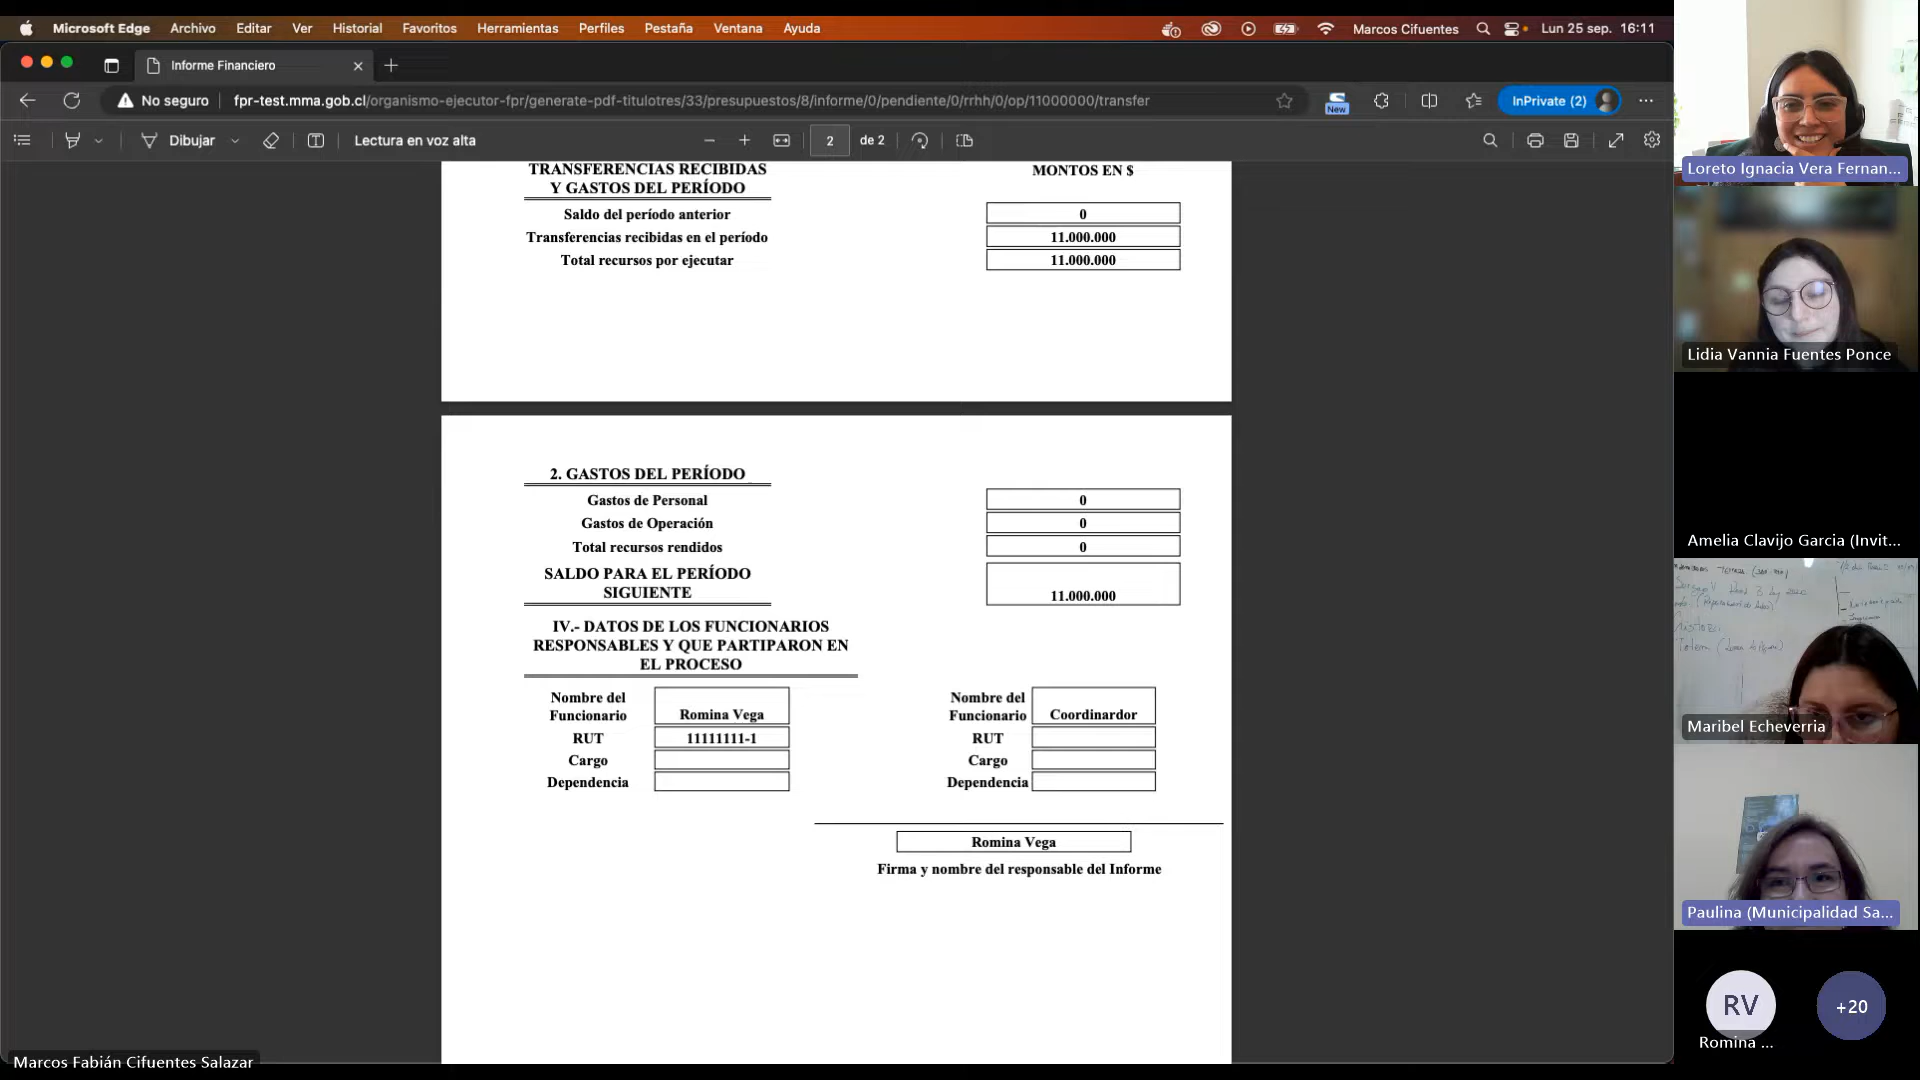 Microsoft Edge Archivo Editar Ver Historial Favoritos Herramientas Perfiles Pestaña Ventana Ayuda Marcos Cifuentes Lun 25 sep. 16:11
Informe Financiero
No seguro fpr-test.mma.gob.cl/organismo-ejecutor-fpr/generate-pdf-titulotres/33/presupuestos/8/informe/0/pendiente/0/rrhh/0/op/11000000/transfer New InPrivate (2)
Dibujar Lectura en voz alta 2 de 2
TRANSFERENCIAS RECIBIDAS
Y GASTOS DEL PERÍODO
MONTOS EN $
Saldo del período anterior 0
Transferencias recibidas en el período 11.000.000
Total recursos por ejecutar 11.000.000
2. GASTOS DEL PERÍODO
Gastos de Personal 0
Gastos de Operación 0
Total recursos rendidos 0
SALDO PARA EL PERÍODO
SIGUIENTE 11.000.000
IV.- DATOS DE LOS FUNCIONARIOS
RESPONSABLES Y QUE PARTIPARON EN
EL PROCESO
Nombre del
Funcionario Romina Vega
RUT 11111111-1
Cargo
Dependencia
Nombre del
Funcionario Coordinardor
RUT
Cargo
Dependencia
Romina Vega
Firma y nombre del responsable del Informe
Loreto Ignacia Vera Fernan...
Lidia Vannia Fuentes Ponce
Amelia Clavijo Garcia (Invit...
Maribel Echeverria
Paulina (Municipalidad Sa...
RV
+20
Romina ...
Marcos Fabián Cifuentes Salazar